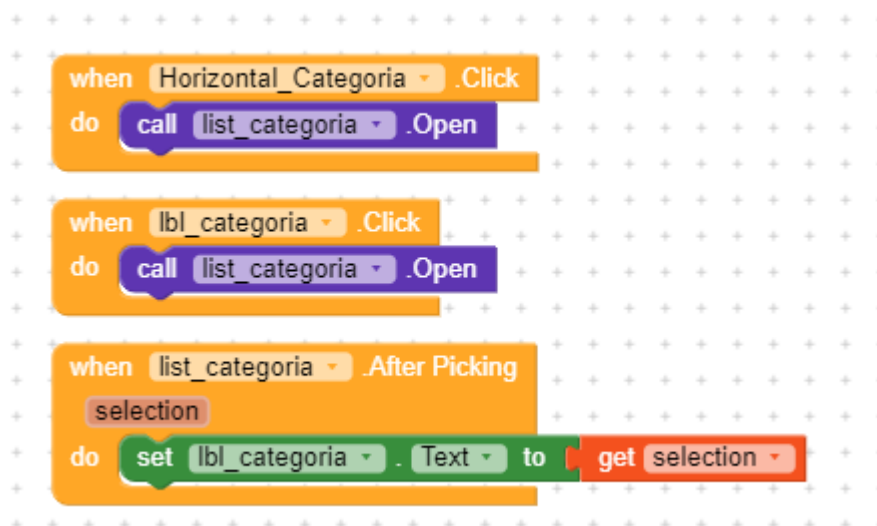 when Horizontal_Categoria .Click
do call list_categoria .Open
when lbl_categoria .Click
do call list_categoria .Open
when list_categoria .After Picking
selection
do set lbl_categoria . Text to get selection